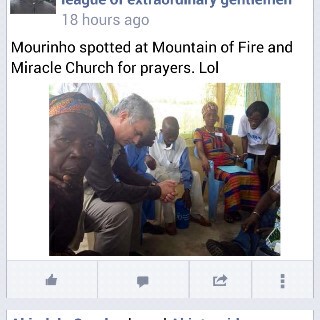 league of extraordinary gentlemen
18 hours ago
Mourinho spotted at Mountain of Fire and
Miracle Church for prayers. Lol